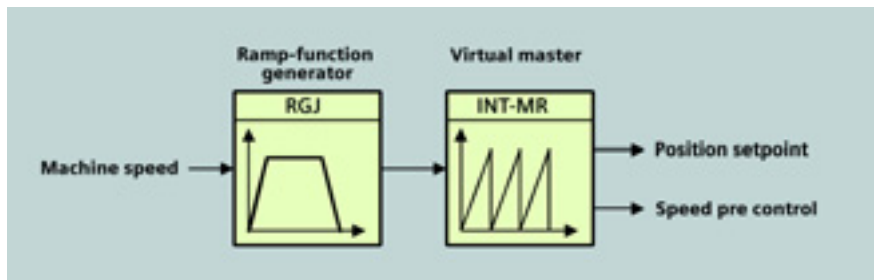 Ramp-function
generator
Virtual master
RGJ
INT-MR
Machine speed
Position setpoint
Speed pre control